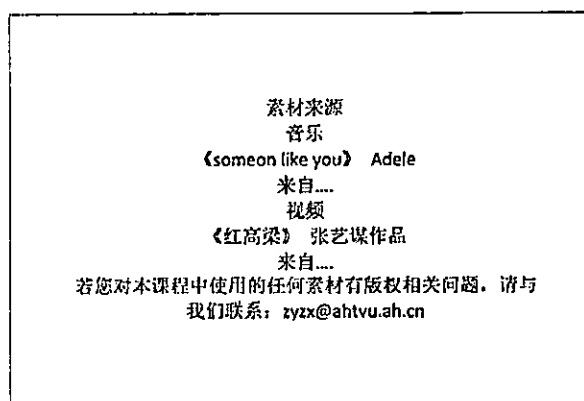 素材来源
音乐
《someon like you》 Adele
来自....
视频
《红高梁》 张艺谋作品
来自....
若您对本课程中使用的任何素材有版权相关问题，请与
我们联系：zyzx@ahtvu.ah.cn